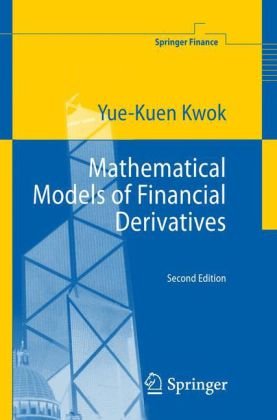 Springer Finance
Yue-Kuen Kwok
Mathematical
Models of Financial
Derivatives
Second Edition
Springer